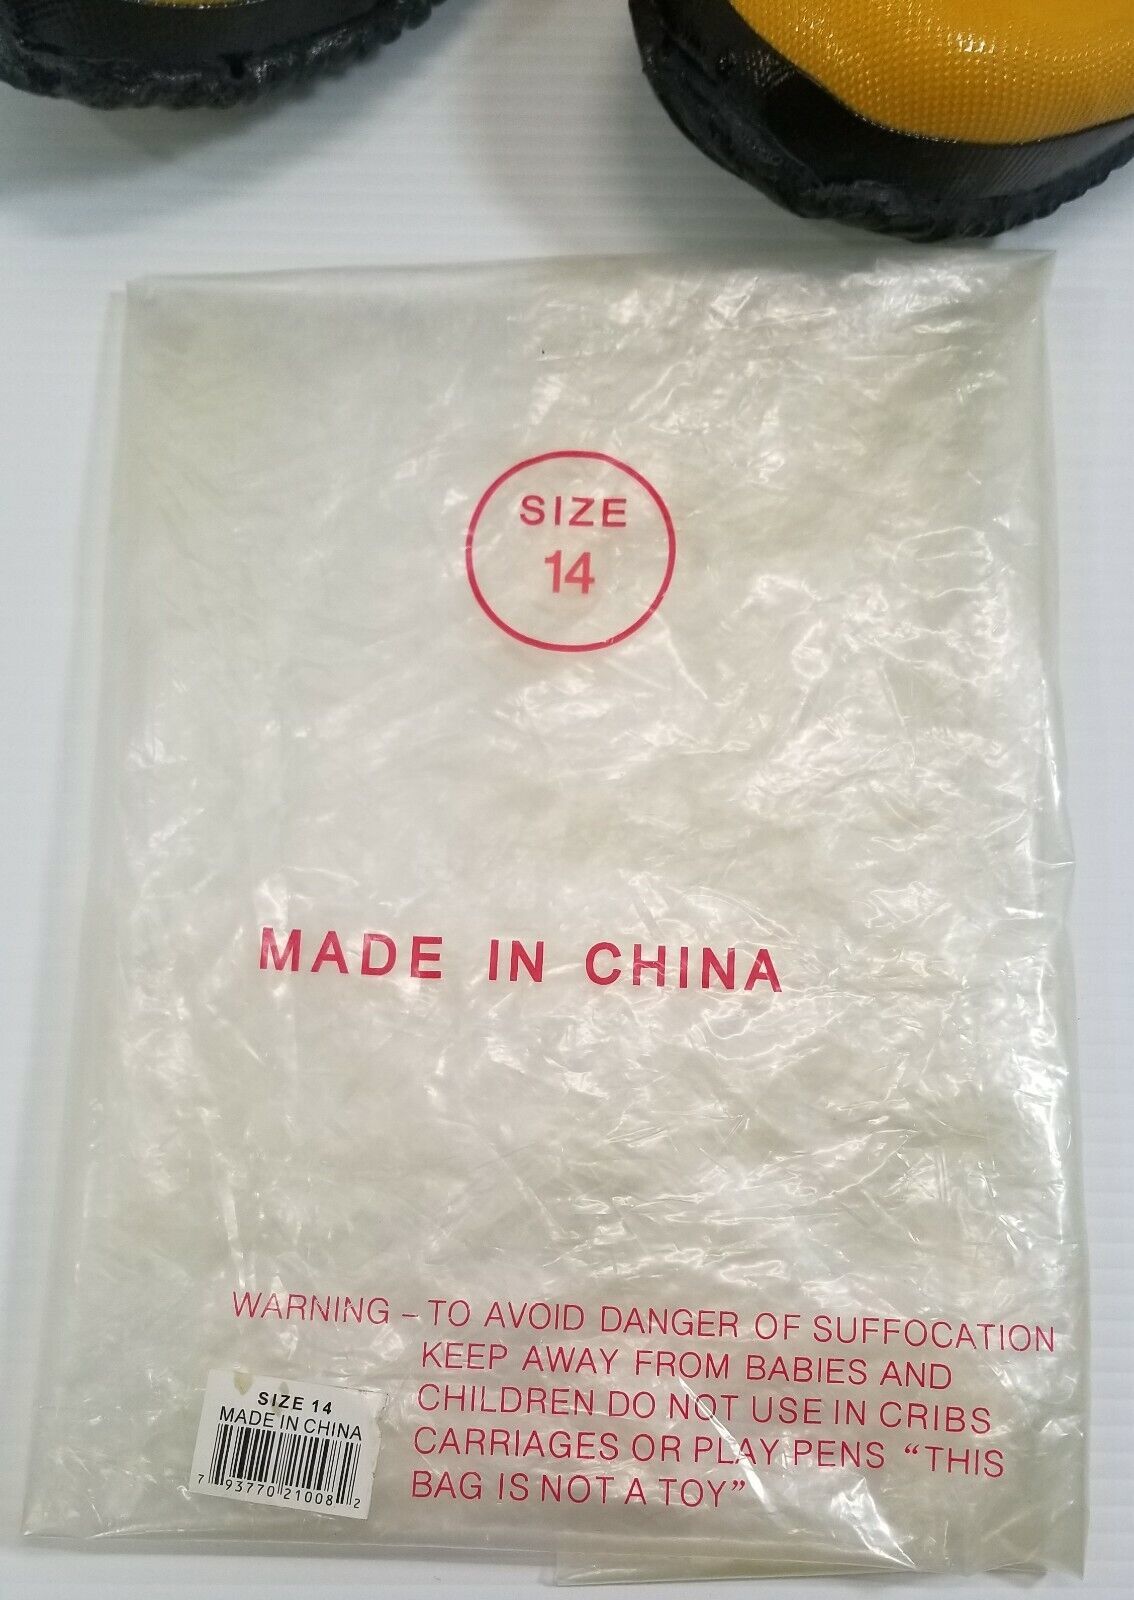 SIZE
14
MADE IN CHINA
WARNING – TO AVOID DANGER OF SUFFOCATION
KEEP AWAY FROM BABIES AND
CHILDREN DO NOT USE IN CRIBS
CARRIAGES OR PLAY PENS “THIS
BAG IS NOT A TOY”
SIZE 14
MADE IN CHINA
7 93770 21008 2